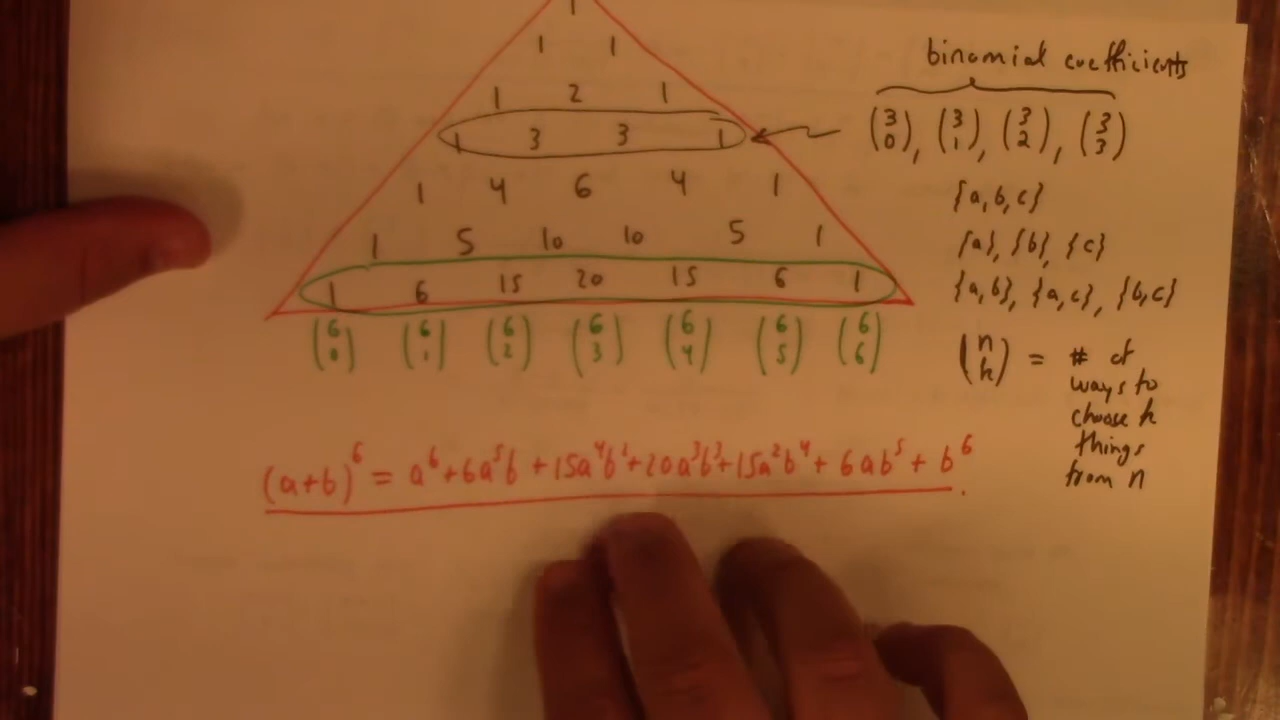 1
1 1
1 2 1
1 3 3 1
1 4 6 4 1
1 5 10 10 5 1
1 6 15 20 15 6 1
(6 0) (6 1) (6 2) (6 3) (6 4) (6 5) (6 6)
(a+b)^6 = a^6 + 6a^5b + 15a^4b^2 + 20a^3b^3 + 15a^2b^4 + 6ab^5 + b^6.
binomial coefficients
(3 0), (3 1), (3 2), (3 3)
{a, b, c}
{a}, {b}, {c}
{a, b}, {a, c}, {b, c}
(n k) = # of
ways to
choose k
things
from n